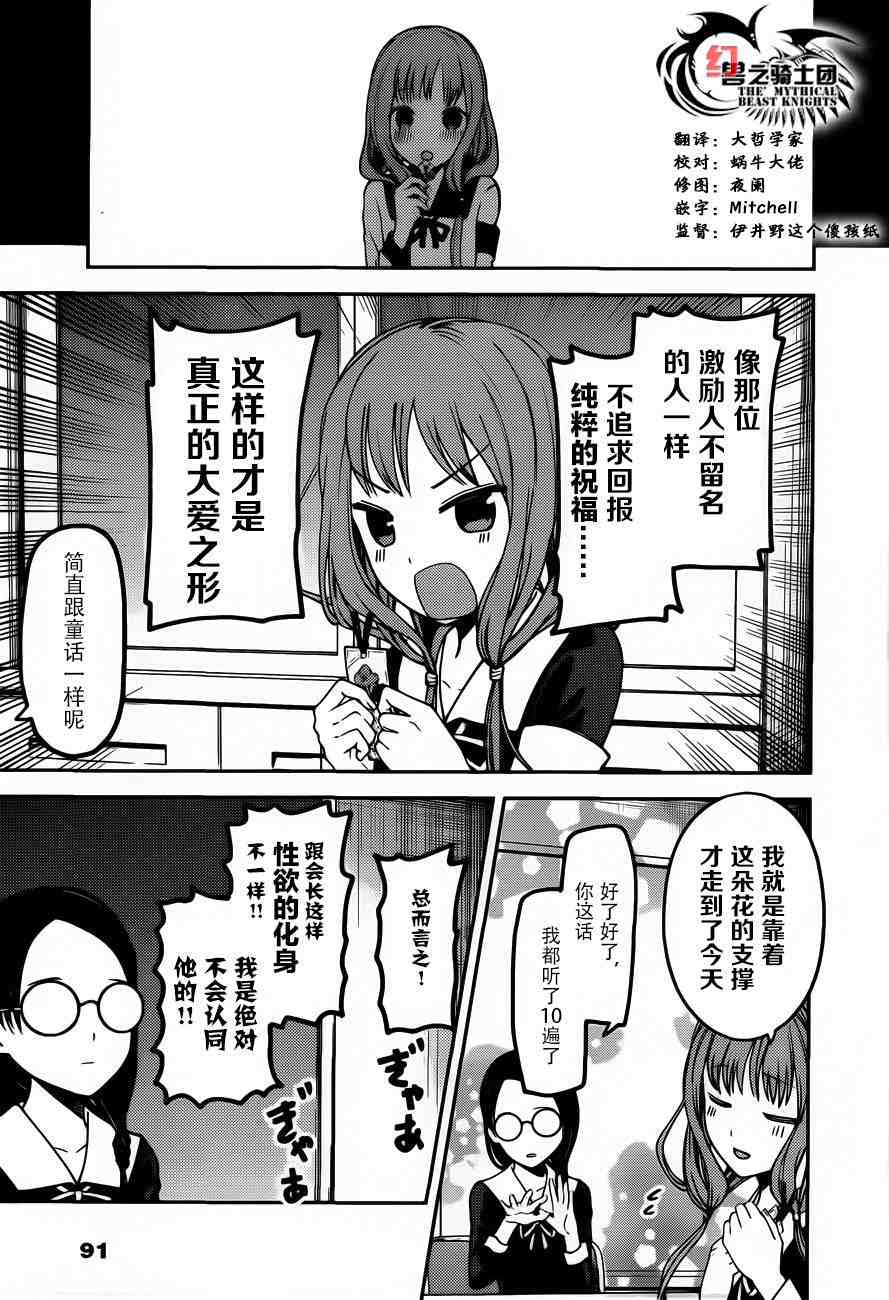 幻兽之骑士团
THE MYTHICAL
BEAST KNIGHTS
翻译：大哲学家
校对：蜗牛大佬
修图：夜阑
嵌字：Mitchell
监督：伊井野这个傻孩纸
像那位
激励人不留名
的人一样
不追求回报
纯粹的祝福……
这样的才是
真正的大爱之形
简直跟童话一样呢
我就是靠着
这朵花的支撑
才走到了今天
好了好了，
你这话
我都听了10遍了
总而言之！
跟会长这样
性欲的化身
不一样!!
我是绝对
不会认同
他的!!
ぎゃあ
ぎゃあ
91